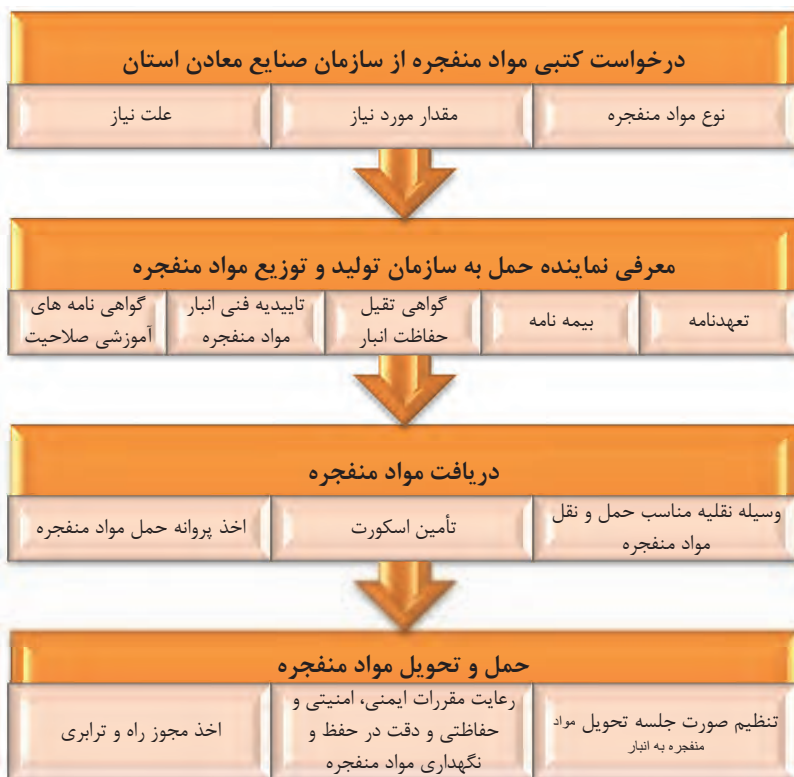 درخواست کتبی مواد منفجره از سازمان صنایع معادن استان
نوع مواد منفجره
مقدار مورد نیاز
علت نیاز
معرفی نماینده حمل به سازمان تولید و توزیع مواد منفجره
تعهدنامه
بیمه نامه
گواهی تقیل
حفاظت انبار
تاییدیه فنی انبار
مواد منفجره
گواهی نامه های
آموزشی صلاحیت
دریافت مواد منفجره
وسیله نقلیه مناسب حمل و نقل
مواد منفجره
تأمین اسکورت
اخذ پروانه حمل مواد منفجره
حمل و تحویل مواد منفجره
تنظیم صورت جلسه تحویل مواد
منفجره به انبار
رعایت مقررات ایمنی، امنیتی و
حفاظتی و دقت در حفظ و
نگهداری مواد منفجره
اخذ مجوز راه و ترابری